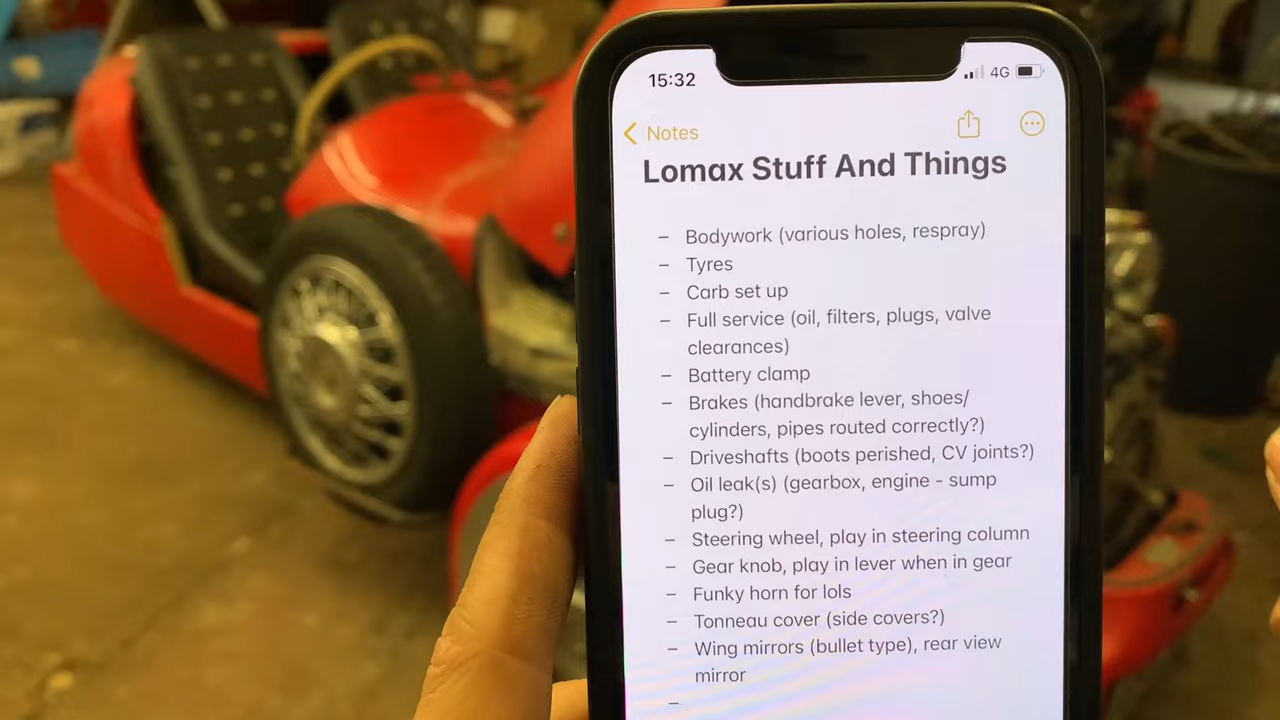 15:32
4G
Notes
Lomax Stuff And Things
– Bodywork (various holes, respray)
– Tyres
– Carb set up
– Full service (oil, filters, plugs, valve
clearances)
– Battery clamp
– Brakes (handbrake lever, shoes/
cylinders, pipes routed correctly?)
– Driveshafts (boots perished, CV joints?)
– Oil leak(s) (gearbox, engine - sump
plug?)
– Steering wheel, play in steering column
– Gear knob, play in lever when in gear
– Funky horn for lols
– Tonneau cover (side covers?)
– Wing mirrors (bullet type), rear view
mirror
–